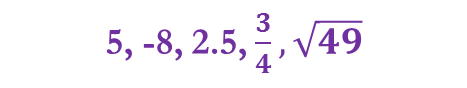 5, -8, 2.5, 3/4, √49